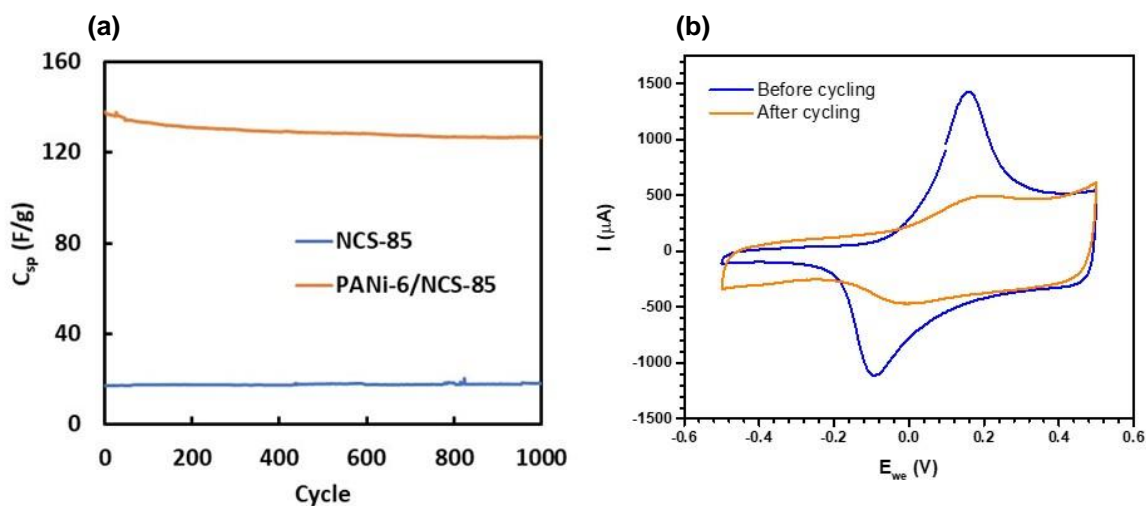 (a)
160
120
80
40
0
C_sp (F/g)
NCS-85
PANi-6/NCS-85
0 200 400 600 800 1000
Cycle
(b)
1500
1000
500
0
-500
-1000
-1500
I (μA)
Before cycling
After cycling
-0.6 -0.4 -0.2 0.0 0.2 0.4 0.6
E_we (V)